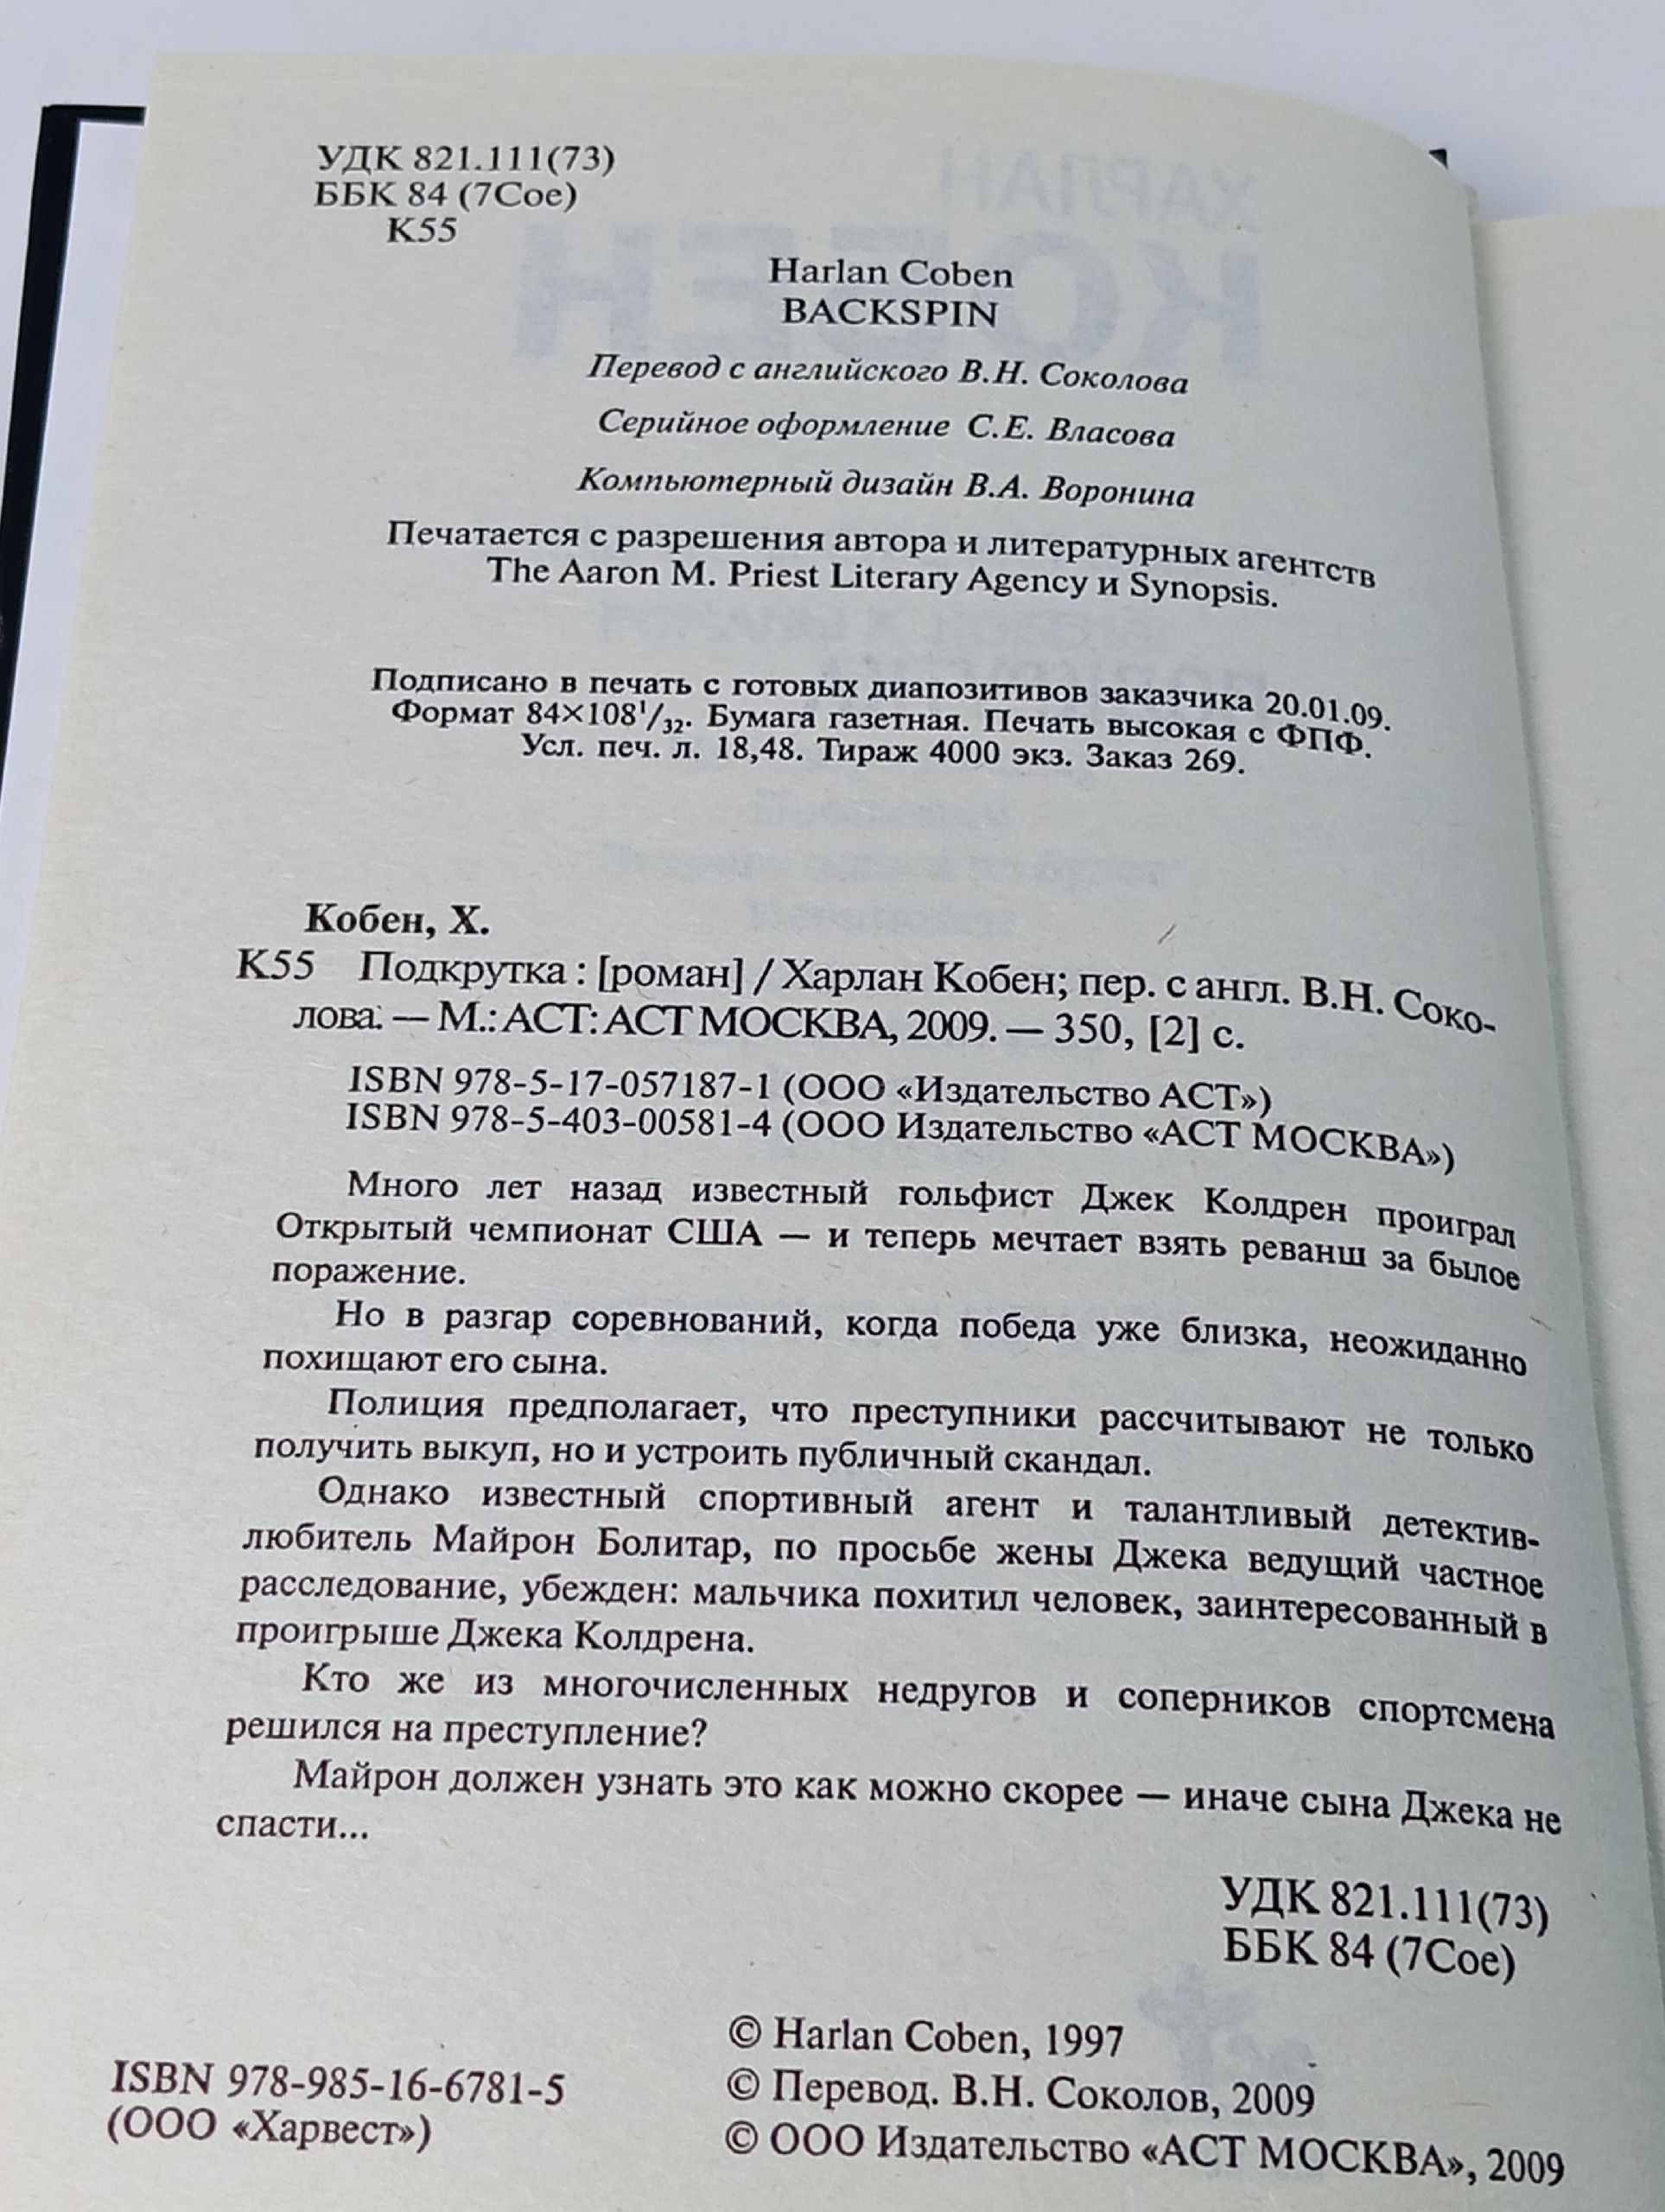 УДК 821.111(73)
ББК 84 (7Сое)
К55
Harlan Coben
BACKSPIN
Перевод с английского В.Н. Соколова
Серийное оформление С.Е. Власова
Компьютерный дизайн В.А. Воронина
Печатается с разрешения автора и литературных агентств
The Aaron M. Priest Literary Agency и Synopsis.
Подписано в печать с готовых диапозитивов заказчика 20.01.09.
Формат 84×108¹/₃₂. Бумага газетная. Печать высокая с ФПФ.
Усл. печ. л. 18,48. Тираж 4000 экз. Заказ 269.
Кобен, Х.
К55 Подкрутка : [роман] / Харлан Кобен; пер. с англ. В.Н. Соко-
лова. — М.: АСТ: АСТ МОСКВА, 2009. — 350, [2] с.
ISBN 978-5-17-057187-1 (ООО «Издательство АСТ»)
ISBN 978-5-403-00581-4 (ООО Издательство «АСТ МОСКВА»)
Много лет назад известный гольфист Джек Колдрен проиграл
Открытый чемпионат США — и теперь мечтает взять реванш за былое
поражение.
Но в разгар соревнований, когда победа уже близка, неожиданно
похищают его сына.
Полиция предполагает, что преступники рассчитывают не только
получить выкуп, но и устроить публичный скандал.
Однако известный спортивный агент и талантливый детектив-
любитель Майрон Болитар, по просьбе жены Джека ведущий частное
расследование, убежден: мальчика похитил человек, заинтересованный в
проигрыше Джека Колдрена.
Кто же из многочисленных недругов и соперников спортсмена
решился на преступление?
Майрон должен узнать это как можно скорее — иначе сына Джека не
спасти...
УДК 821.111(73)
ББК 84 (7Сое)
© Harlan Coben, 1997
ISBN 978-985-16-6781-5
© Перевод. В.Н. Соколов, 2009
(ООО «Харвест»)
© ООО Издательство «АСТ МОСКВА», 2009